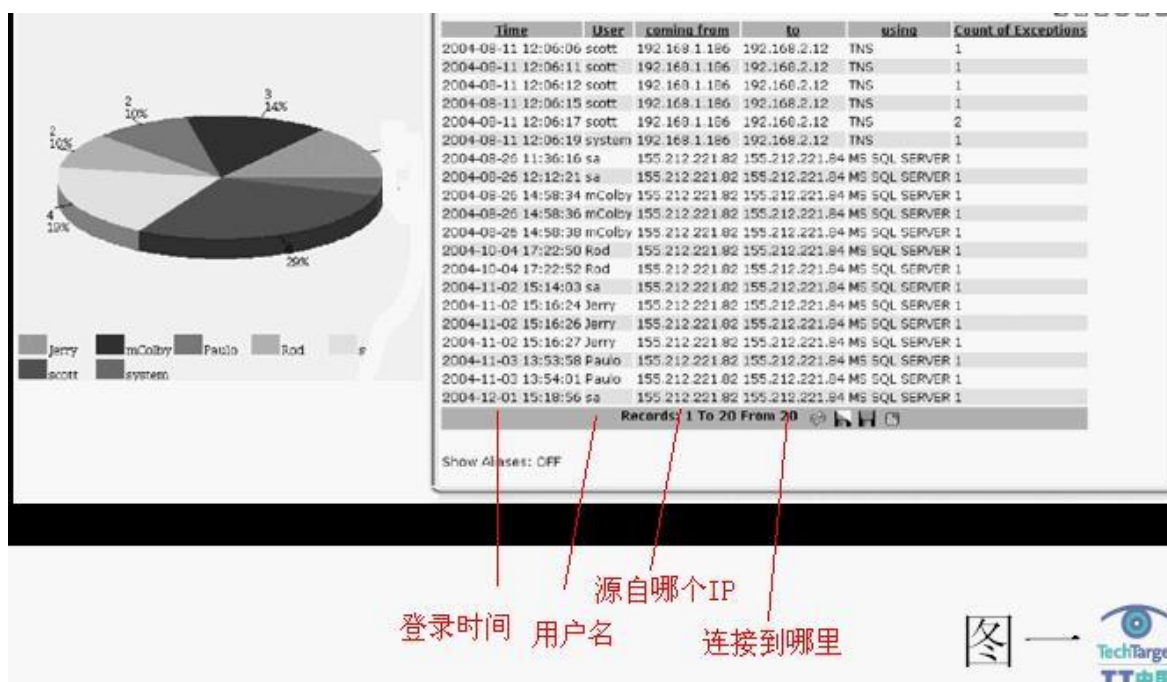 Time User coming from to using Count of Exceptions
2004-08-11 12:06:06 scott 192.168.1.186 192.168.2.12 TNS 1
2004-08-11 12:06:11 scott 192.168.1.186 192.168.2.12 TNS 1
2004-08-11 12:06:12 scott 192.168.1.186 192.168.2.12 TNS 1
2004-08-11 12:06:15 scott 192.168.1.186 192.168.2.12 TNS 1
2004-08-11 12:06:17 scott 192.168.1.186 192.168.2.12 TNS 2
2004-08-11 12:06:19 system 192.168.1.186 192.168.2.12 TNS 1
2004-08-26 11:36:16 sa 155.212.221.82 155.212.221.84 MS SQL SERVER 1
2004-08-26 12:12:21 sa 155.212.221.82 155.212.221.84 MS SQL SERVER 1
2004-08-26 14:58:34 mColby 155.212.221.82 155.212.221.84 MS SQL SERVER 1
2004-08-26 14:58:36 mColby 155.212.221.82 155.212.221.84 MS SQL SERVER 1
2004-08-26 14:58:38 mColby 155.212.221.82 155.212.221.84 MS SQL SERVER 1
2004-10-04 17:22:50 Rod 155.212.221.82 155.212.221.84 MS SQL SERVER 1
2004-10-04 17:22:52 Rod 155.212.221.82 155.212.221.84 MS SQL SERVER 1
2004-11-02 15:14:03 sa 155.212.221.82 155.212.221.84 MS SQL SERVER 1
2004-11-02 15:16:24 Jerry 155.212.221.82 155.212.221.84 MS SQL SERVER 1
2004-11-02 15:16:26 Jerry 155.212.221.82 155.212.221.84 MS SQL SERVER 1
2004-11-02 15:16:27 Jerry 155.212.221.82 155.212.221.84 MS SQL SERVER 1
2004-11-03 13:53:58 Paulo 155.212.221.82 155.212.221.84 MS SQL SERVER 1
2004-11-03 13:54:01 Paulo 155.212.221.82 155.212.221.84 MS SQL SERVER 1
2004-12-01 15:18:56 sa 155.212.221.82 155.212.221.84 MS SQL SERVER 1
Records: 1 To 20 From 20
Show Aliases: OFF
3
14%
2
10%
2
10%
4
19%
29%
Jerry mColby Paulo Rod s
scott system
源自哪个IP
登录时间 用户名 连接到哪里
图一
TechTarge
TT中国